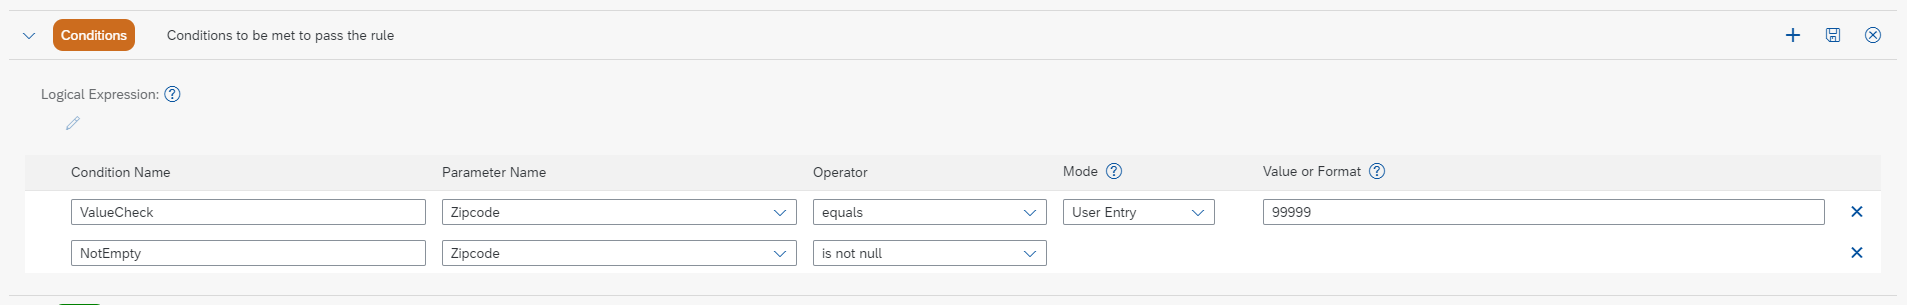 Conditions Conditions to be met to pass the rule
Logical Expression: ?
Condition Name Parameter Name Operator Mode ? Value or Format ?
ValueCheck Zipcode equals User Entry 99999
NotEmpty Zipcode is not null